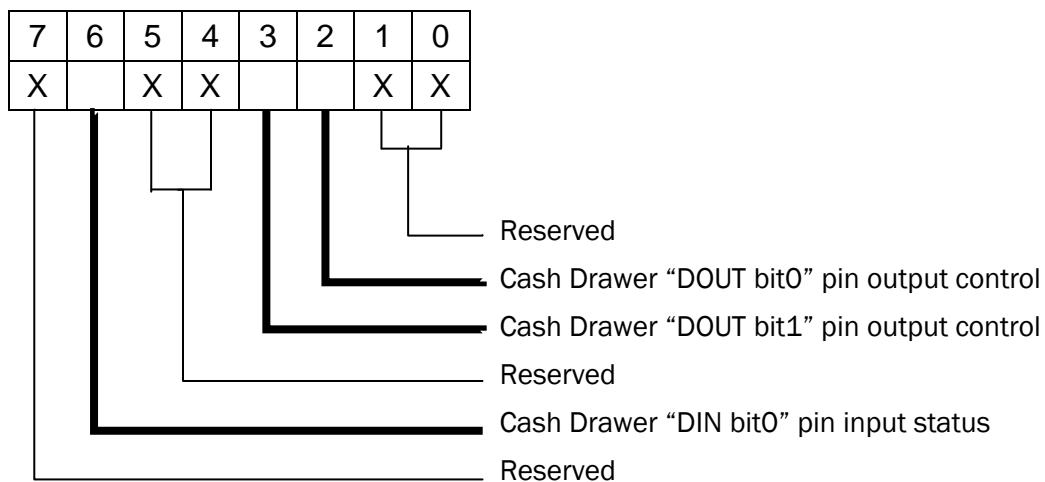 7 6 5 4 3 2 1 0
X X X X X
Reserved
Cash Drawer “DOUT bit0” pin output control
Cash Drawer “DOUT bit1” pin output control
Reserved
Cash Drawer “DIN bit0” pin input status
Reserved